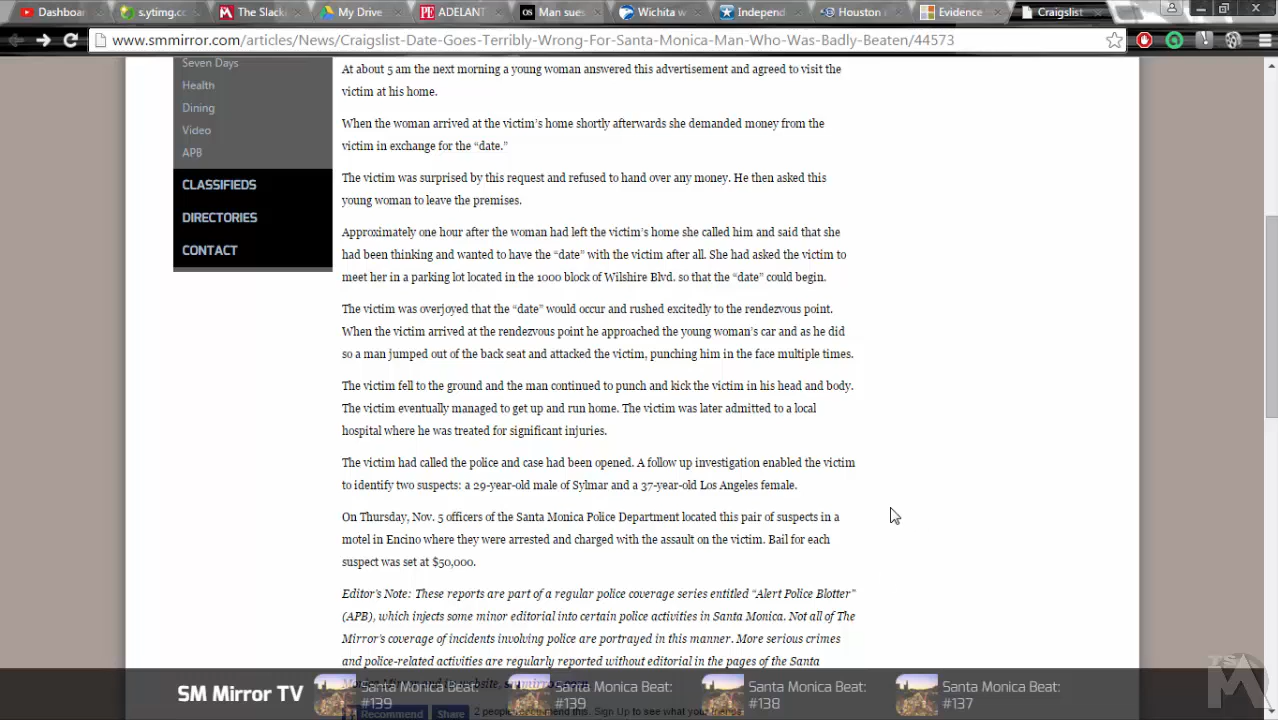 Dashboar
s.ytimg.cc
The Slack
My Drive
ADELANT
Man sues
Wichita w
Independ
Houston r
Evidence
Craigslist
www.smmirror.com/articles/News/Craigslist-Date-Goes-Terribly-Wrong-For-Santa-Monica-Man-Who-Was-Badly-Beaten/44573
Seven Days
Health
Dining
Video
APB
CLASSIFIEDS
DIRECTORIES
CONTACT
At about 5 am the next morning a young woman answered this advertisement and agreed to visit the
victim at his home.
When the woman arrived at the victim's home shortly afterwards she demanded money from the
victim in exchange for the “date.”
The victim was surprised by this request and refused to hand over any money. He then asked this
young woman to leave the premises.
Approximately one hour after the woman had left the victim's home she called him and said that she
had been thinking and wanted to have the “date” with the victim after all. She had asked the victim to
meet her in a parking lot located in the 1000 block of Wilshire Blvd. so that the “date” could begin.
The victim was overjoyed that the “date” would occur and rushed excitedly to the rendezvous point.
When the victim arrived at the rendezvous point he approached the young woman's car and as he did
so a man jumped out of the back seat and attacked the victim, punching him in the face multiple times.
The victim fell to the ground and the man continued to punch and kick the victim in his head and body.
The victim eventually managed to get up and run home. The victim was later admitted to a local
hospital where he was treated for significant injuries.
The victim had called the police and case had been opened. A follow up investigation enabled the victim
to identify two suspects: a 29-year-old male of Sylmar and a 37-year-old Los Angeles female.
On Thursday, Nov. 5 officers of the Santa Monica Police Department located this pair of suspects in a
motel in Encino where they were arrested and charged with the assault on the victim. Bail for each
suspect was set at $50,000.
Editor's Note: These reports are part of a regular police coverage series entitled “Alert Police Blotter”
(APB), which injects some minor editorial into certain police activities in Santa Monica. Not all of The
Mirror's coverage of incidents involving police are portrayed in this manner. More serious crimes
and police-related activities are regularly reported without editorial in the pages of the Santa
SM Mirror TV
Santa Monica Beat:
#139
Santa Monica Beat:
#139
Santa Monica Beat:
#138
Santa Monica Beat:
#137
Recommend
Share
2 people recommend this. Sign Up to see what your friends